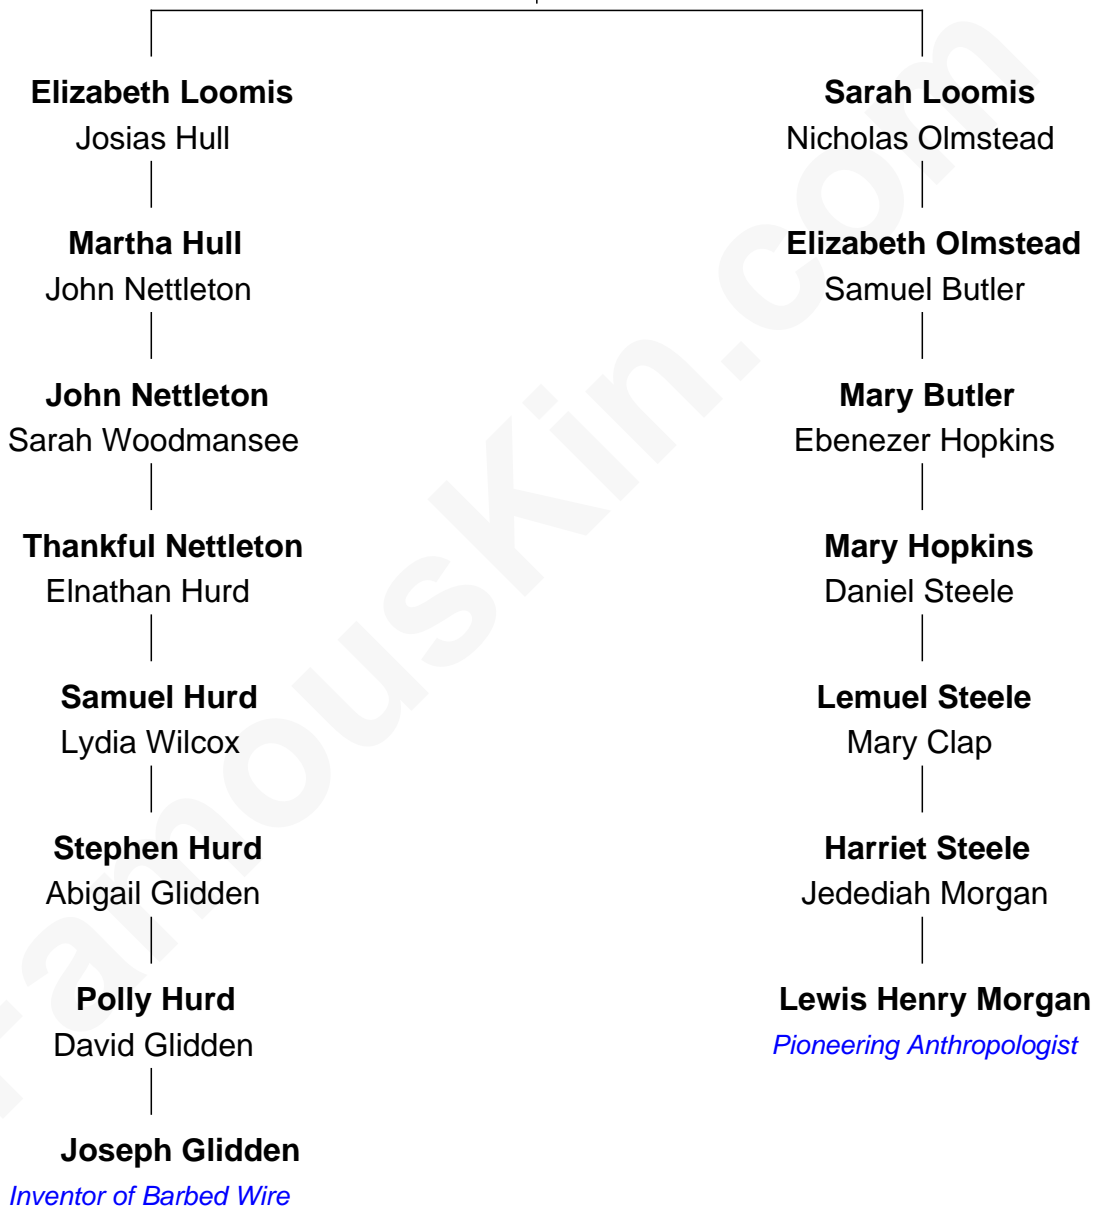 Elizabeth Loomis
Josias Hull
Sarah Loomis
Nicholas Olmstead
Martha Hull
John Nettleton
Elizabeth Olmstead
Samuel Butler
John Nettleton
Sarah Woodmansee
Mary Butler
Ebenezer Hopkins
Thankful Nettleton
Elnathan Hurd
Mary Hopkins
Daniel Steele
Samuel Hurd
Lydia Wilcox
Lemuel Steele
Mary Clap
Stephen Hurd
Abigail Glidden
Harriet Steele
Jedediah Morgan
Polly Hurd
David Glidden
Lewis Henry Morgan
Pioneering Anthropologist
Joseph Glidden
Inventor of Barbed Wire
FamousKin.com